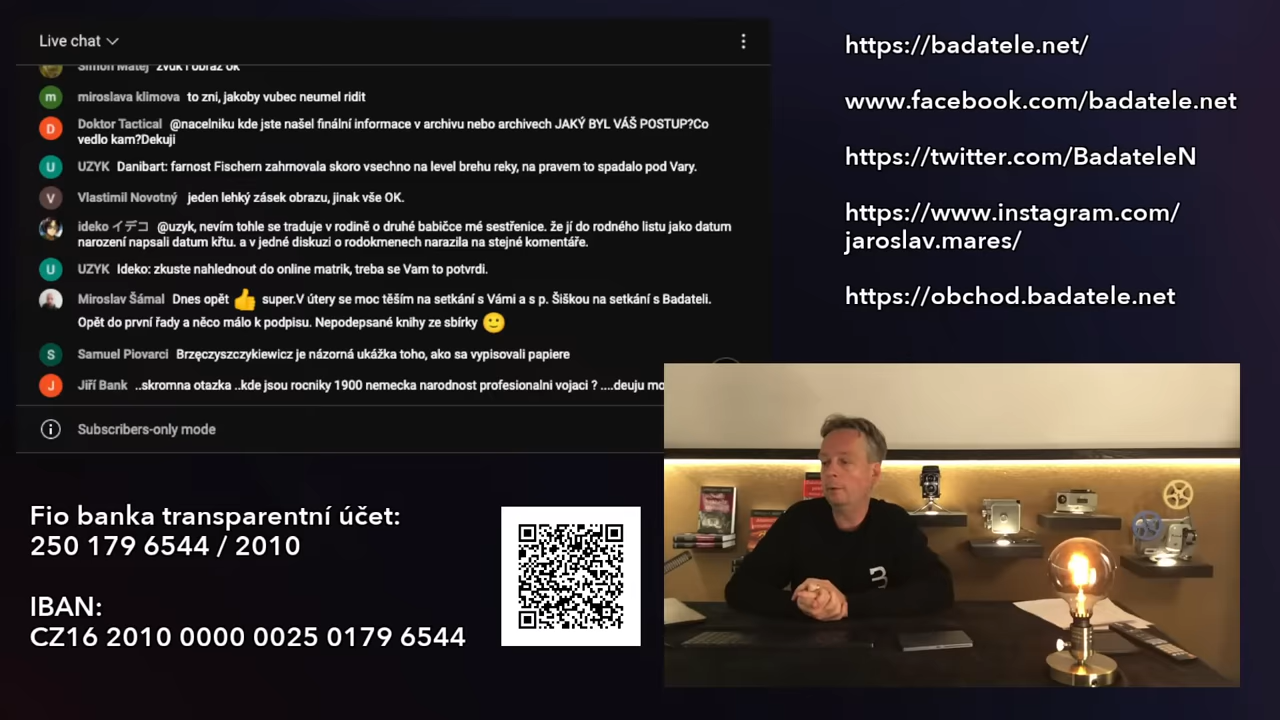 Live chat
Simon Matej zvuk i obraz ok
miroslava klimova to zni, jakoby vubec neumel ridit
Doktor Tactical @nacelniku kde jste našel finální informace v archivu nebo archivech JAKÝ BYL VÁŠ POSTUP?Co
vedlo kam?Dekuji
UZYK Danibart: farnost Fischern zahrnovala skoro vsechno na level brehu reky, na pravem to spadalo pod Vary.
Vlastimil Novotný jeden lehký zásek obrazu, jinak vše OK.
ideko イデコ @uzyk, nevím tohle se traduje v rodině o druhé babičce mé sestřenice. že jí do rodného listu jako datum
narození napsali datum křtu. a v jedné diskuzi o rodokmenech narazila na stejné komentáře.
UZYK Ideko: zkuste nahlednout do online matrik, treba se Vam to potvrdi.
Miroslav Šámal Dnes opět 👍 super.V útery se moc těším na setkání s Vámi a s p. Šiškou na setkání s Badateli.
Opět do první řady a něco málo k podpisu. Nepodepsané knihy ze sbírky 🙂
Samuel Piovarci Brzęczyszczykiewicz je názorná ukážka toho, ako sa vypisovali papiere
Jiří Bank ..skromna otazka ..kde jsou rocniky 1900 nemecka narodnost profesionalni vojaci ? ....deuju mo
Subscribers-only mode
https://badatele.net/
www.facebook.com/badatele.net
https://twitter.com/BadateleN
https://www.instagram.com/
jaroslav.mares/
https://obchod.badatele.net
Fio banka transparentní účet:
250 179 6544 / 2010
IBAN:
CZ16 2010 0000 0025 0179 6544